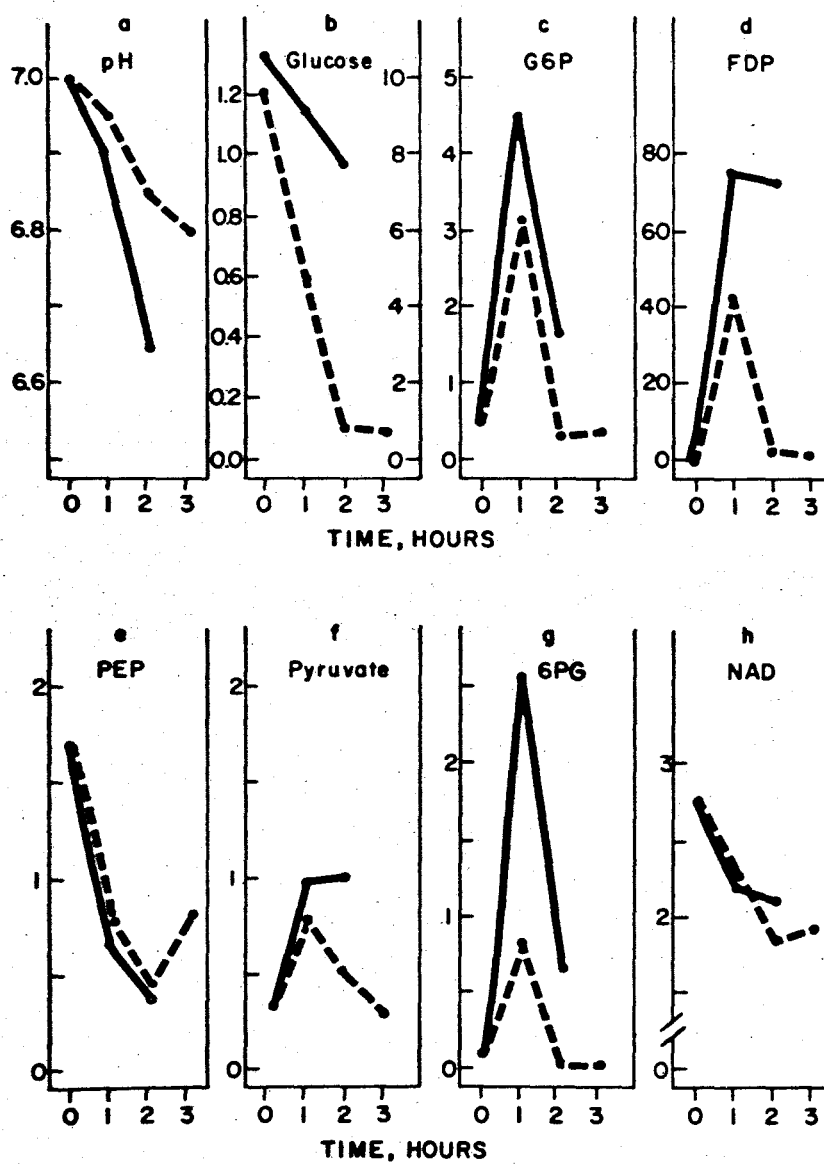 a b c d
pH Glucose G6P FDP
7.0 1.2 10 5
1.0 8 4.5 80
6.8 0.8 6 3 60
0.6 4 2 40
6.6 0.4 2 1 20
0.2
0.0 0 0 0
0 1 2 3 0 1 2 3 0 1 2 3 0 1 2 3
TIME, HOURS
e f g h
PEP Pyruvate 6PG NAD
2 2 2 3
1 1 1 2
0 0 0 0
0 1 2 3 0 1 2 3 0 1 2 3 0 1 2 3
TIME, HOURS